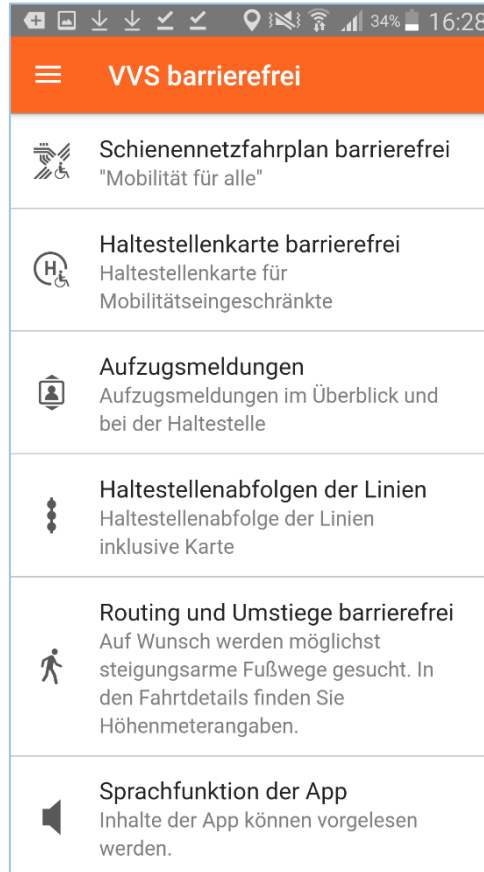 34% 16:28
VVS barrierefrei
Schienennetzfahrplan barrierefrei
"Mobilität für alle"
H
Haltestellenkarte barrierefrei
Haltestellenkarte für
Mobilitätseingeschränkte
Aufzugsmeldungen
Aufzugsmeldungen im Überblick und
bei der Haltestelle
Haltestellenabfolgen der Linien
Haltestellenabfolge der Linien
inklusive Karte
Routing und Umstiege barrierefrei
Auf Wunsch werden möglichst
steigungsarme Fußwege gesucht. In
den Fahrtdetails finden Sie
Höhenmeterangaben.
Sprachfunktion der App
Inhalte der App können vorgelesen
werden.